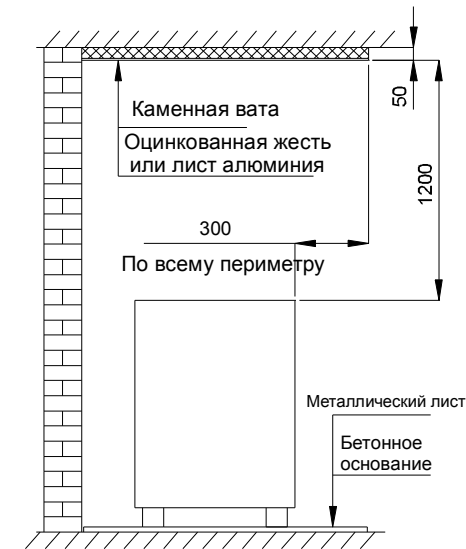 50
Каменная вата
Оцинкованная жесть
или лист алюминия
1200
300
По всему периметру
Металлический лист
Бетонное
основание